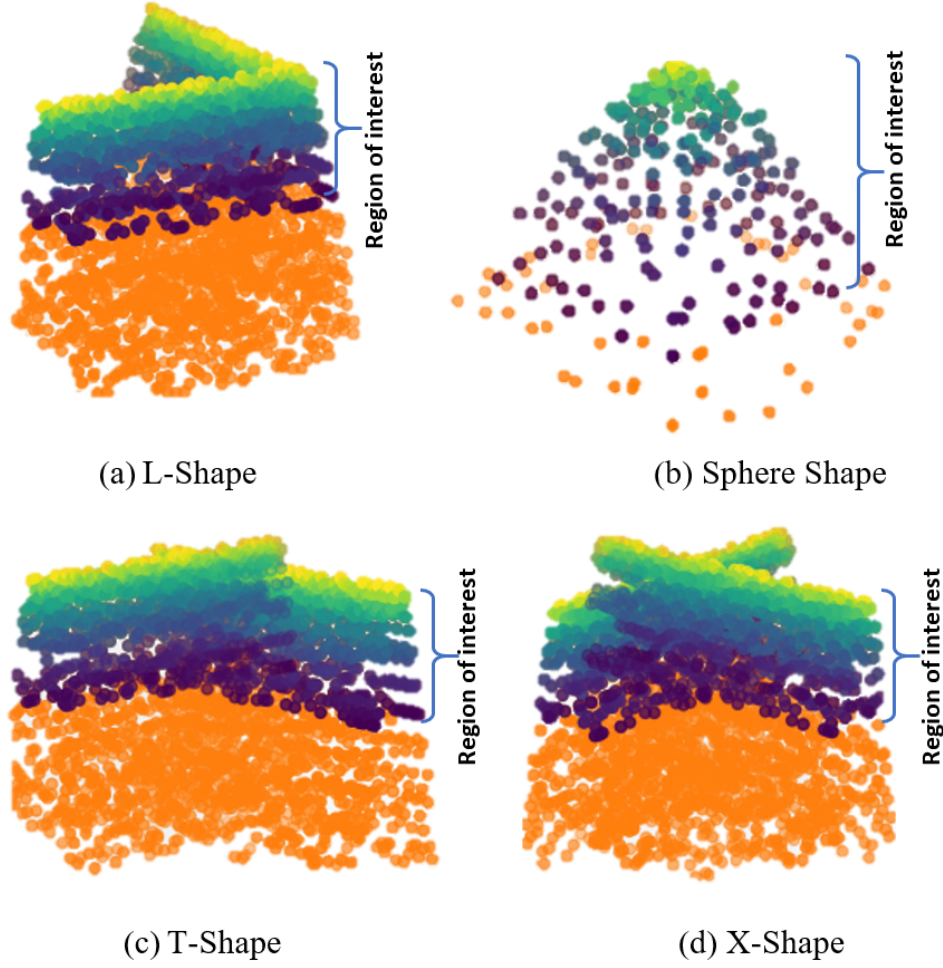 Region of interest
Region of interest
(a) L-Shape
(b) Sphere Shape
Region of interest
Region of interest
(c) T-Shape
(d) X-Shape